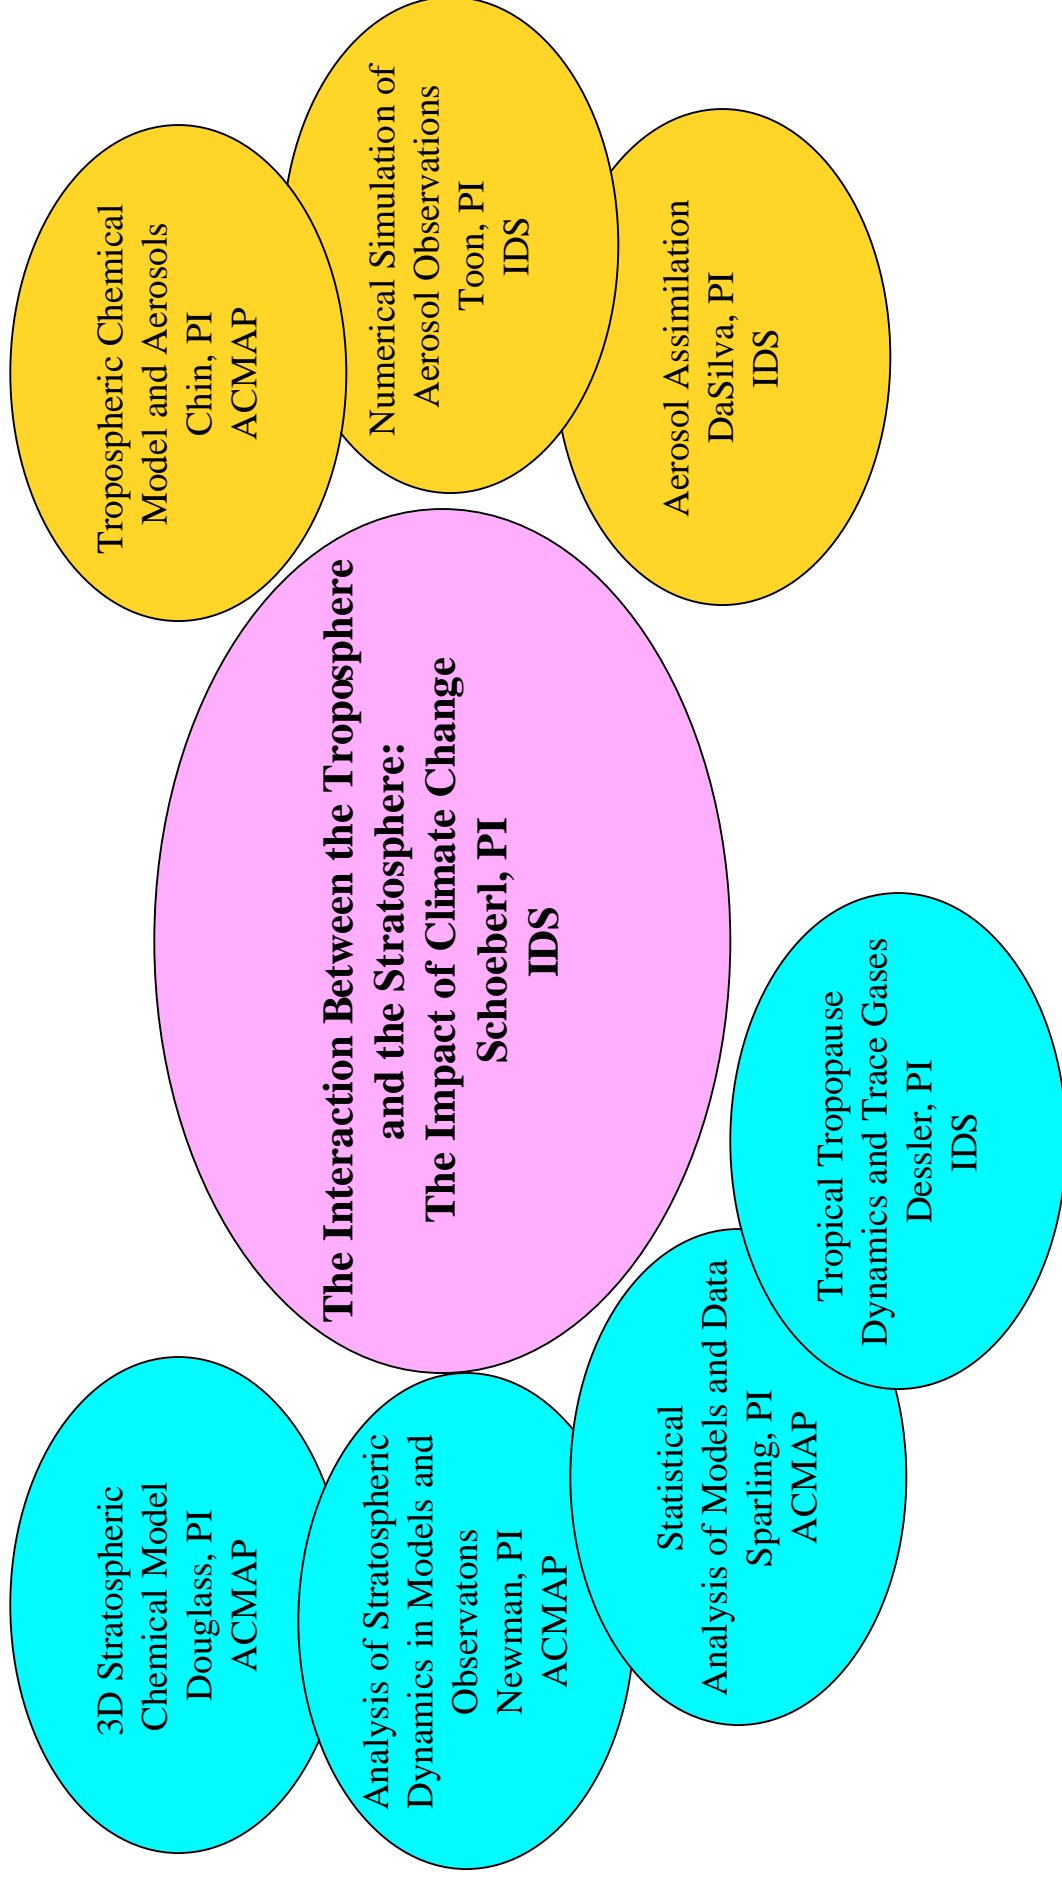 3D Stratospheric
Chemical Model
Douglass, PI
ACMAP
Analysis of Stratospheric
Dynamics in Models and
Observatons
Newman, PI
ACMAP
Statistical
Analysis of Models and Data
Sparling, PI
ACMAP
Tropical Tropopause
Dynamics and Trace Gases
Dessler, PI
IDS
The Interaction Between the Troposphere
and the Stratosphere:
The Impact of Climate Change
Schoeberl, PI
IDS
Tropospheric Chemical
Model and Aerosols
Chin, PI
ACMAP
Numerical Simulation of
Aerosol Observations
Toon, PI
IDS
Aerosol Assimilation
DaSilva, PI
IDS